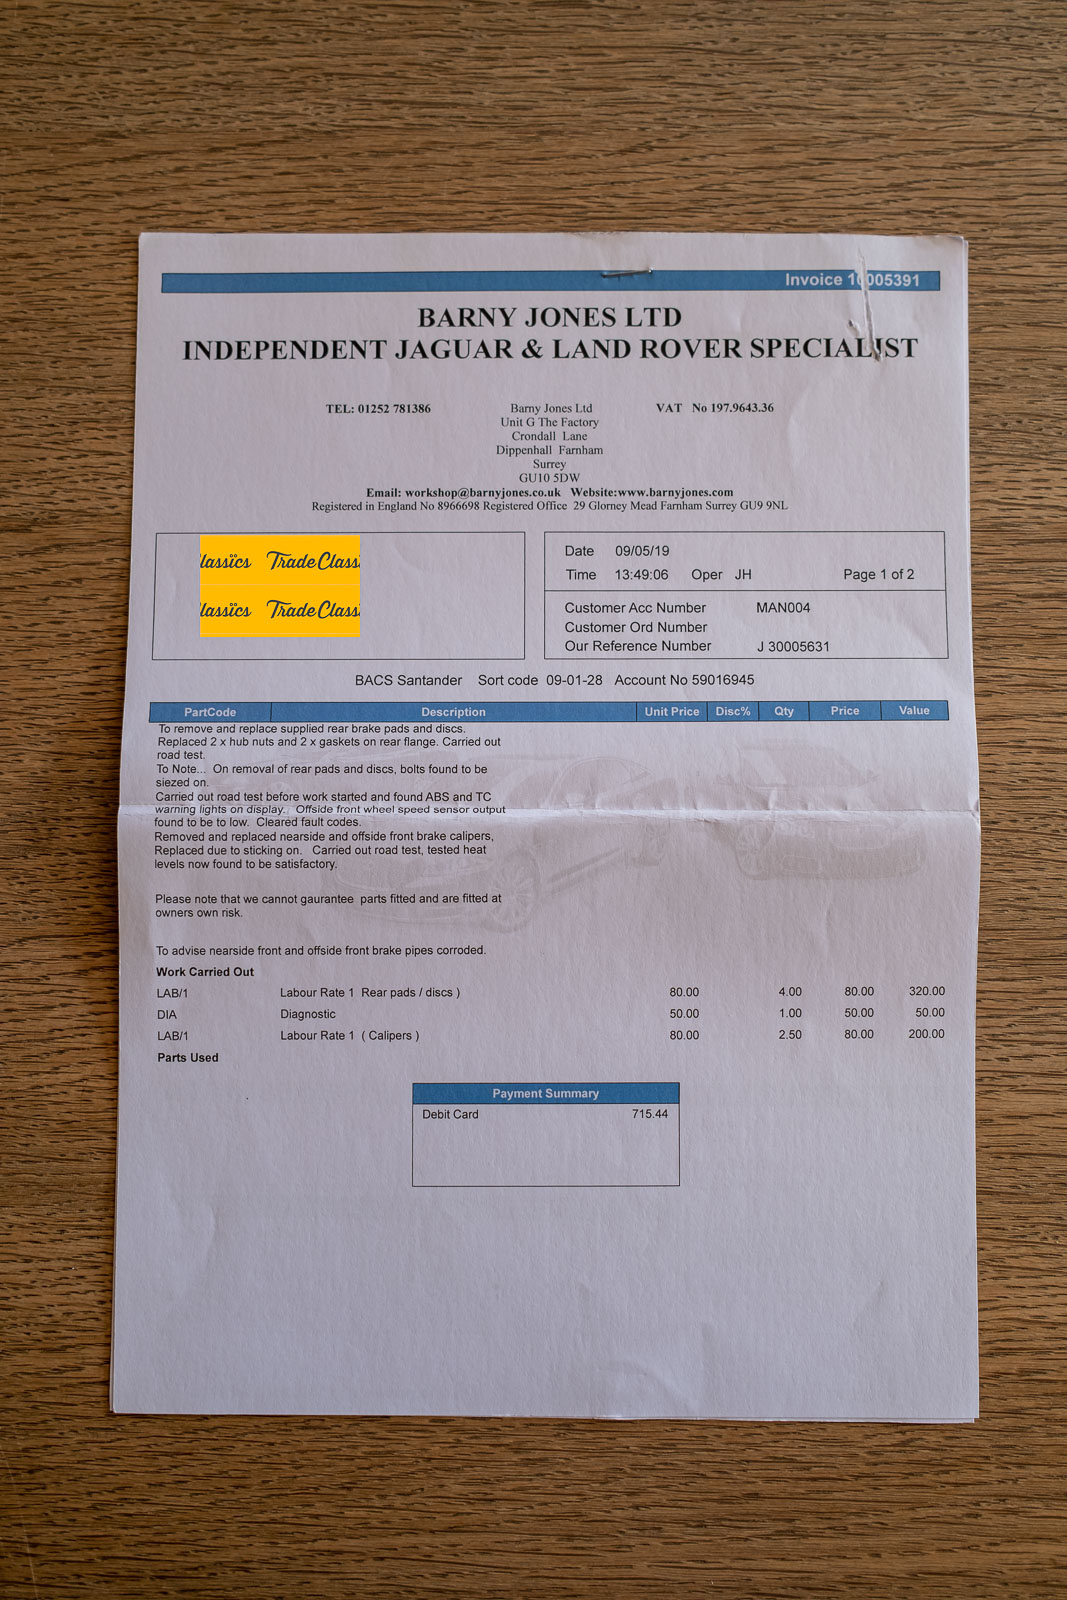 Invoice 10005391
BARNY JONES LTD
INDEPENDENT JAGUAR & LAND ROVER SPECIALIST
TEL: 01252 781386
Barny Jones Ltd
VAT No 197.9643.36
Unit G The Factory
Crondall Lane
Dippenhall Farnham
Surrey
GU10 5DW
Email: workshop@barnyjones.co.uk Website:www.barnyjones.com
Registered in England No 8966698 Registered Office 29 Glorney Mead Farnham Surrey GU9 9NL
lassics Trade Classi
lassics Trade Classi
Date 09/05/19
Time 13:49:06 Oper JH Page 1 of 2
Customer Acc Number MAN004
Customer Ord Number
Our Reference Number J 30005631
BACS Santander Sort code 09-01-28 Account No 59016945
PartCode Description Unit Price Disc% Qty Price Value
To remove and replace supplied rear brake pads and discs.
Replaced 2 x hub nuts and 2 x gaskets on rear flange. Carried out
road test.
To Note... On removal of rear pads and discs, bolts found to be
siezed on.
Carried out road test before work started and found ABS and TC
warning lights on display. Offside front wheel speed sensor output
found to be to low. Cleared fault codes.
Removed and replaced nearside and offside front brake calipers,
Replaced due to sticking on. Carried out road test, tested heat
levels now found to be satisfactory.
Please note that we cannot gaurantee parts fitted and are fitted at
owners own risk.
To advise nearside front and offside front brake pipes corroded.
Work Carried Out
LAB/1 Labour Rate 1 Rear pads / discs ) 80.00 4.00 80.00 320.00
DIA Diagnostic 50.00 1.00 50.00 50.00
LAB/1 Labour Rate 1 ( Calipers ) 80.00 2.50 80.00 200.00
Parts Used
Payment Summary
Debit Card 715.44